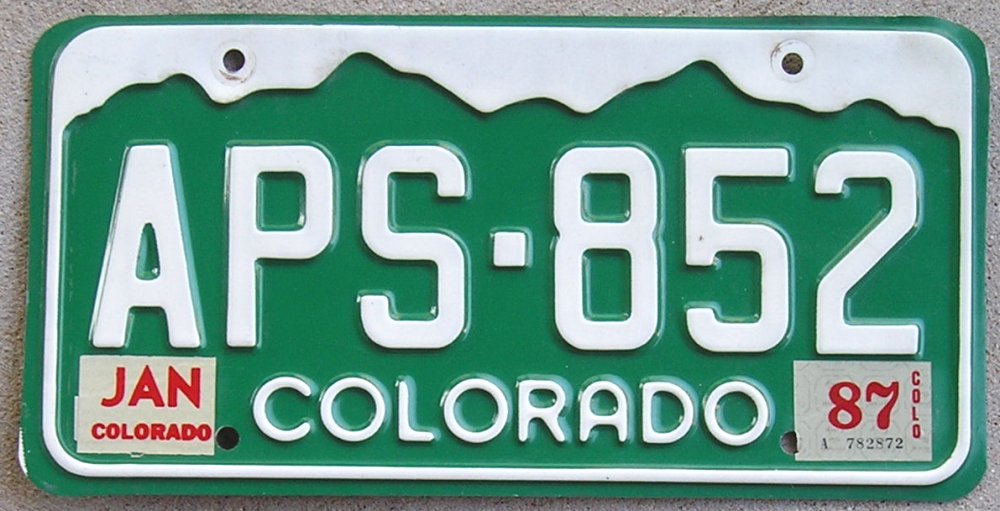 APS-852
JAN
COLORADO
COLORADO
87
COLO
A 782872